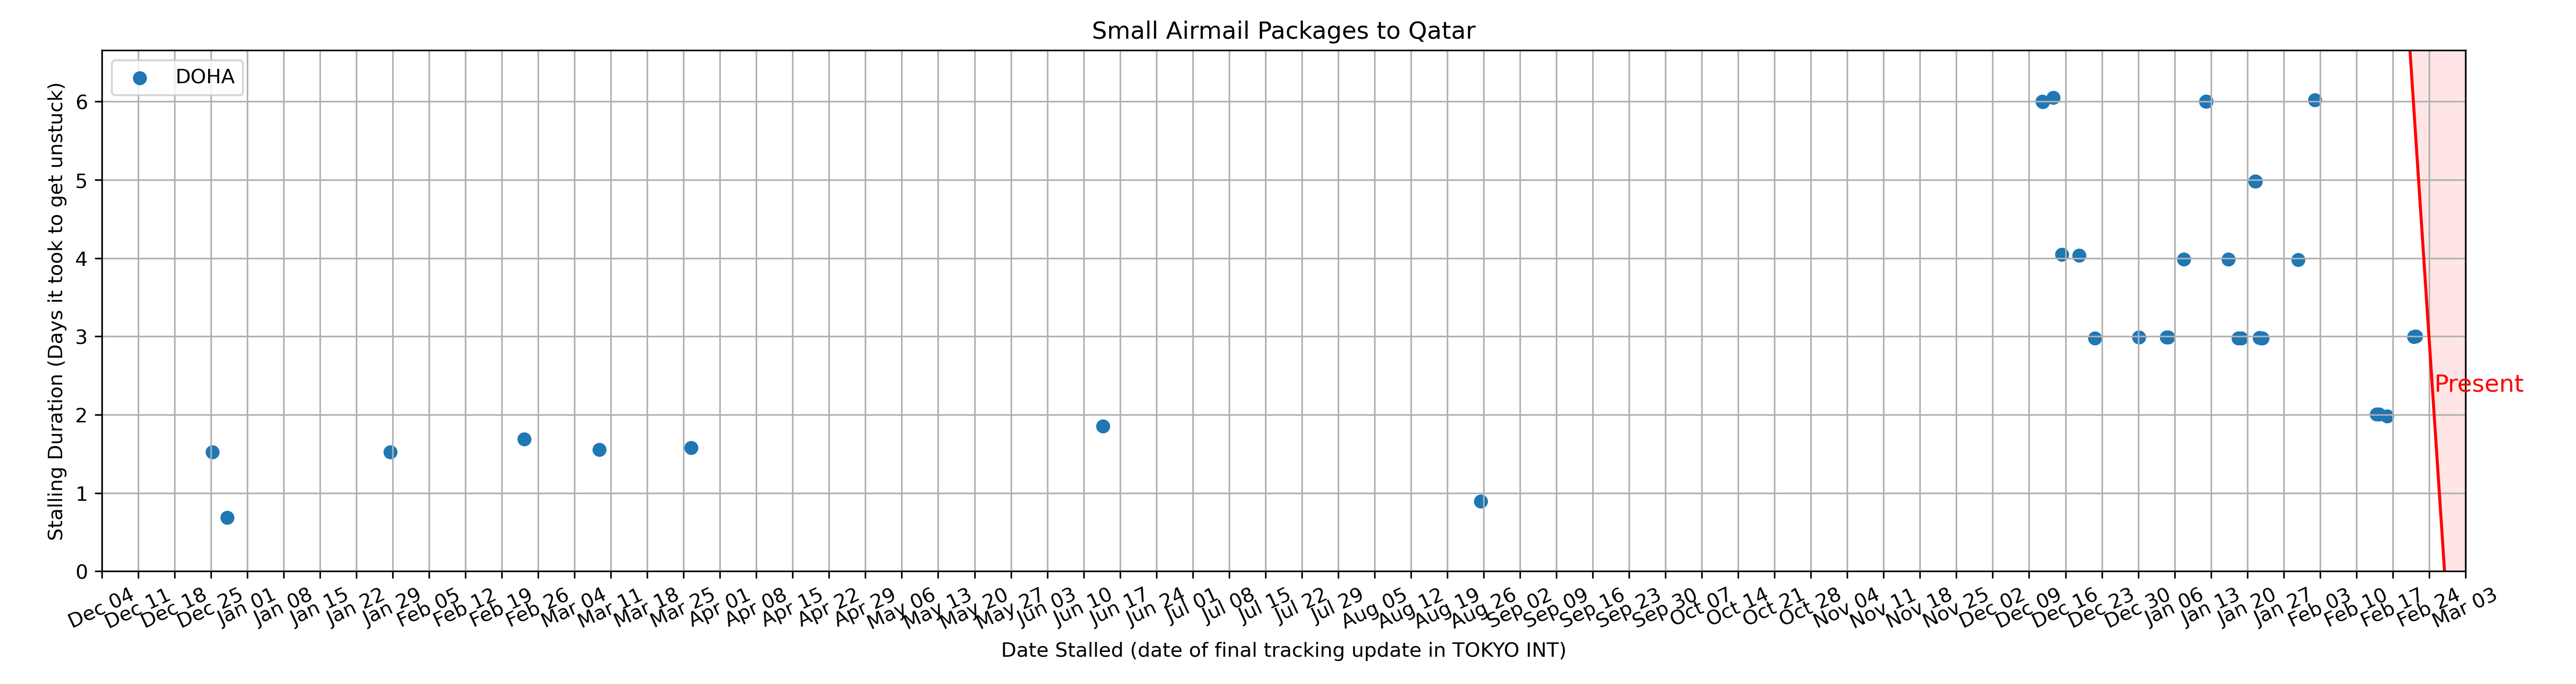 Small Airmail Packages to Qatar
DOHA
Stalling Duration (Days it took to get unstuck)
6
5
4
3
2
1
0
Present
Dec 04 Dec 11 Dec 18 Dec 25 Jan 01 Jan 08 Jan 15 Jan 22 Jan 29 Feb 05 Feb 12 Feb 19 Feb 26 Mar 04 Mar 11 Mar 18 Mar 25 Apr 01 Apr 08 Apr 15 Apr 22 Apr 29 May 06 May 13 May 20 May 27 Jun 03 Jun 10 Jun 17 Jun 24 Jul 01 Jul 08 Jul 15 Jul 22 Jul 29 Aug 05 Aug 12 Aug 19 Aug 26 Sep 02 Sep 09 Sep 16 Sep 23 Sep 30 Oct 07 Oct 14 Oct 21 Oct 28 Nov 04 Nov 11 Nov 18 Nov 25 Dec 02 Dec 09 Dec 16 Dec 23 Dec 30 Jan 06 Jan 13 Jan 20 Jan 27 Feb 03 Feb 10 Feb 17 Feb 24 Mar 03
Date Stalled (date of final tracking update in TOKYO INT)